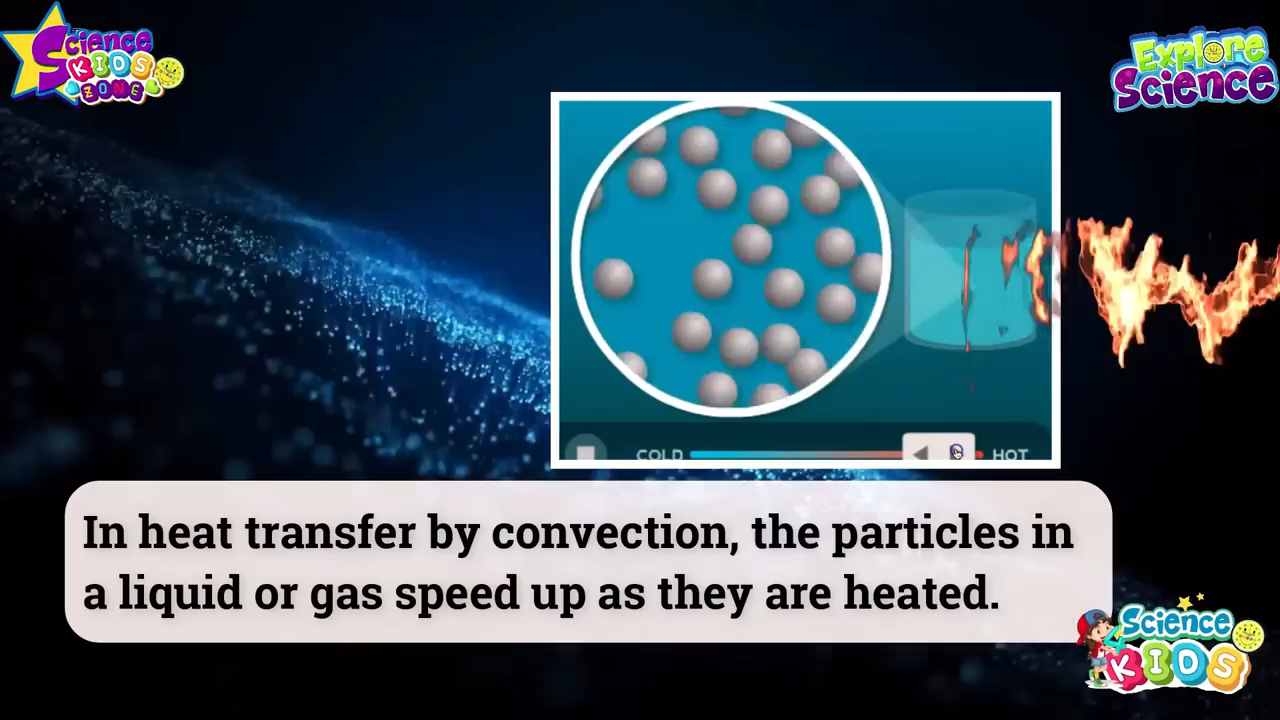 Science
KIDS
ZONE
Explore
Science
COLD
HOT
In heat transfer by convection, the particles in
a liquid or gas speed up as they are heated.
Science
KIDS